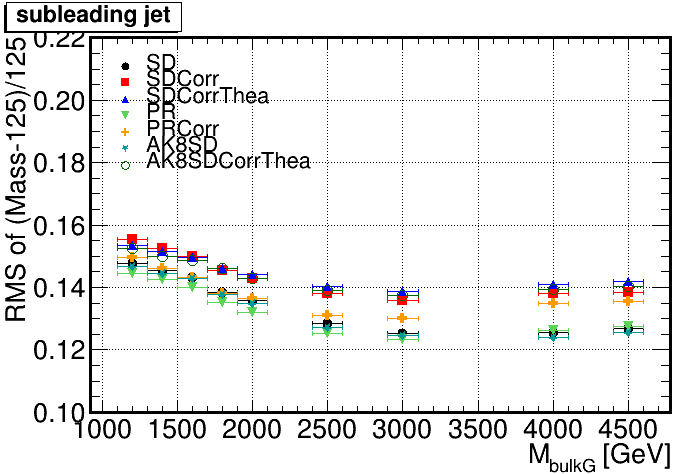 subleading jet
RMS of (Mass-125)/125
0.22
0.20
0.18
0.16
0.14
0.12
0.10
SD
SDCorr
SDCorrThea
PR
PRCorr
AK8SD
AK8SDCorrThea
1000 1500 2000 2500 3000 3500 4000 4500
M_bulkG [GeV]